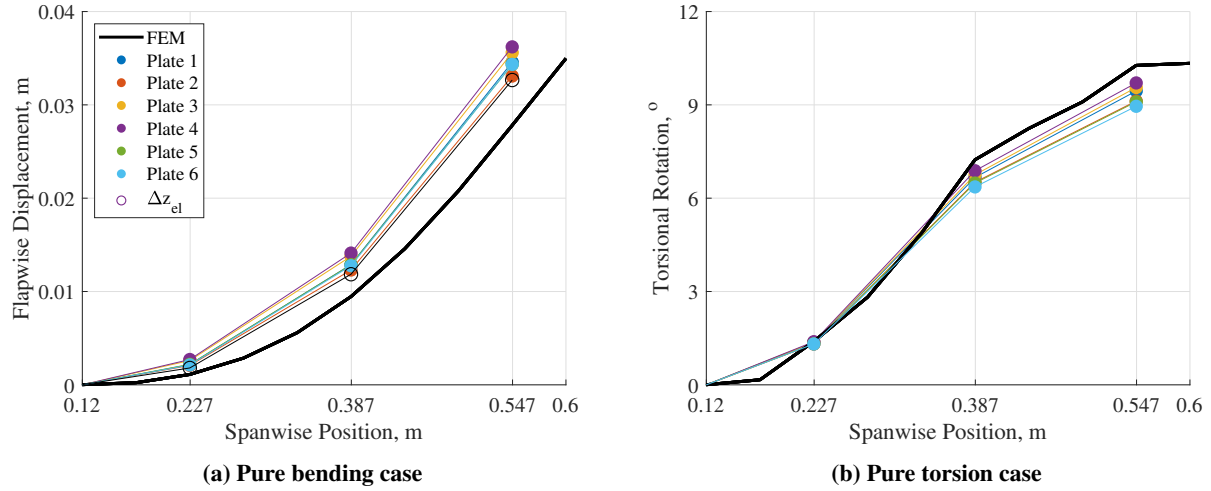 FEM
Plate 1
Plate 2
Plate 3
Plate 4
Plate 5
Plate 6
Δz_el
Flapwise Displacement, m
0.04
0.03
0.02
0.01
0
0.12
0.227
0.387
0.547
0.6
Spanwise Position, m
(a) Pure bending case
Torsional Rotation, °
12
9
6
3
0
0.12
0.227
0.387
0.547
0.6
Spanwise Position, m
(b) Pure torsion case